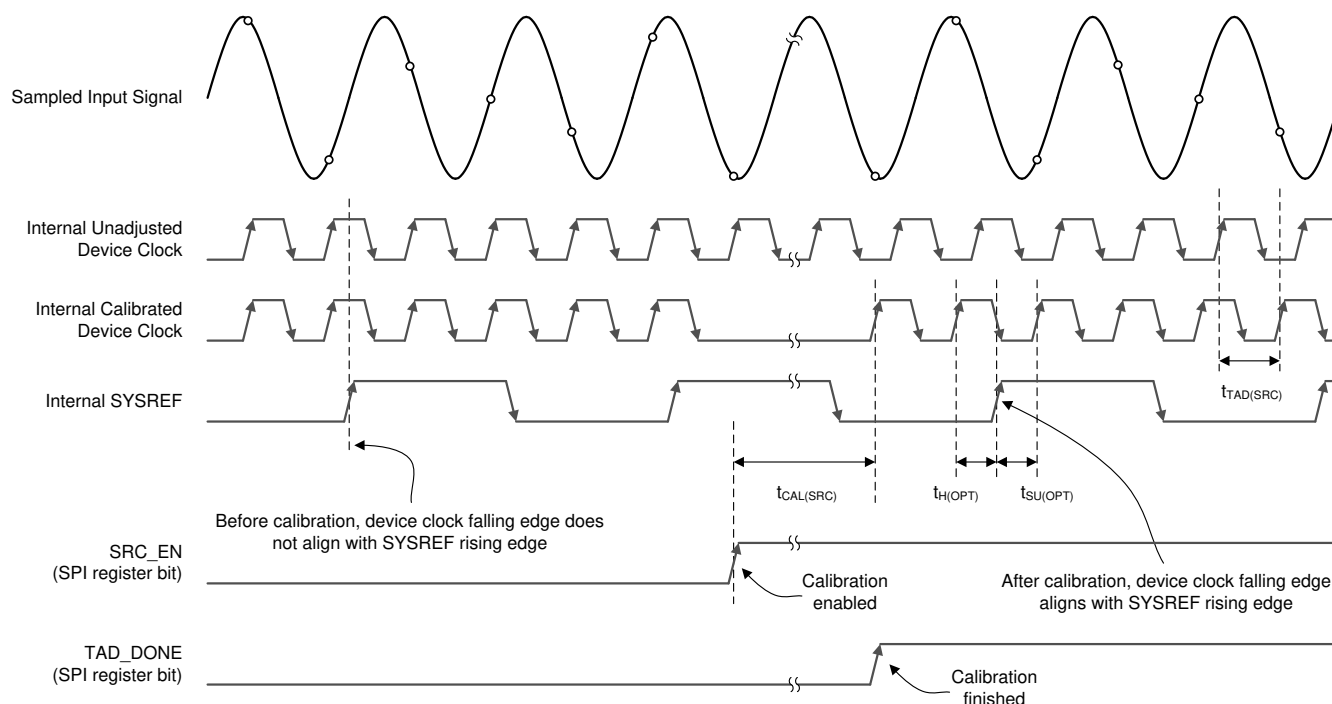 Sampled Input Signal
Internal Unadjusted
Device Clock
Internal Calibrated
Device Clock
Internal SYSREF
tTAD(SRC)
tCAL(SRC)
tH(OPT)
tSU(OPT)
Before calibration, device clock falling edge does
not align with SYSREF rising edge
SRC_EN
(SPI register bit)
Calibration
enabled
After calibration, device clock falling edge
aligns with SYSREF rising edge
TAD_DONE
(SPI register bit)
Calibration
finished